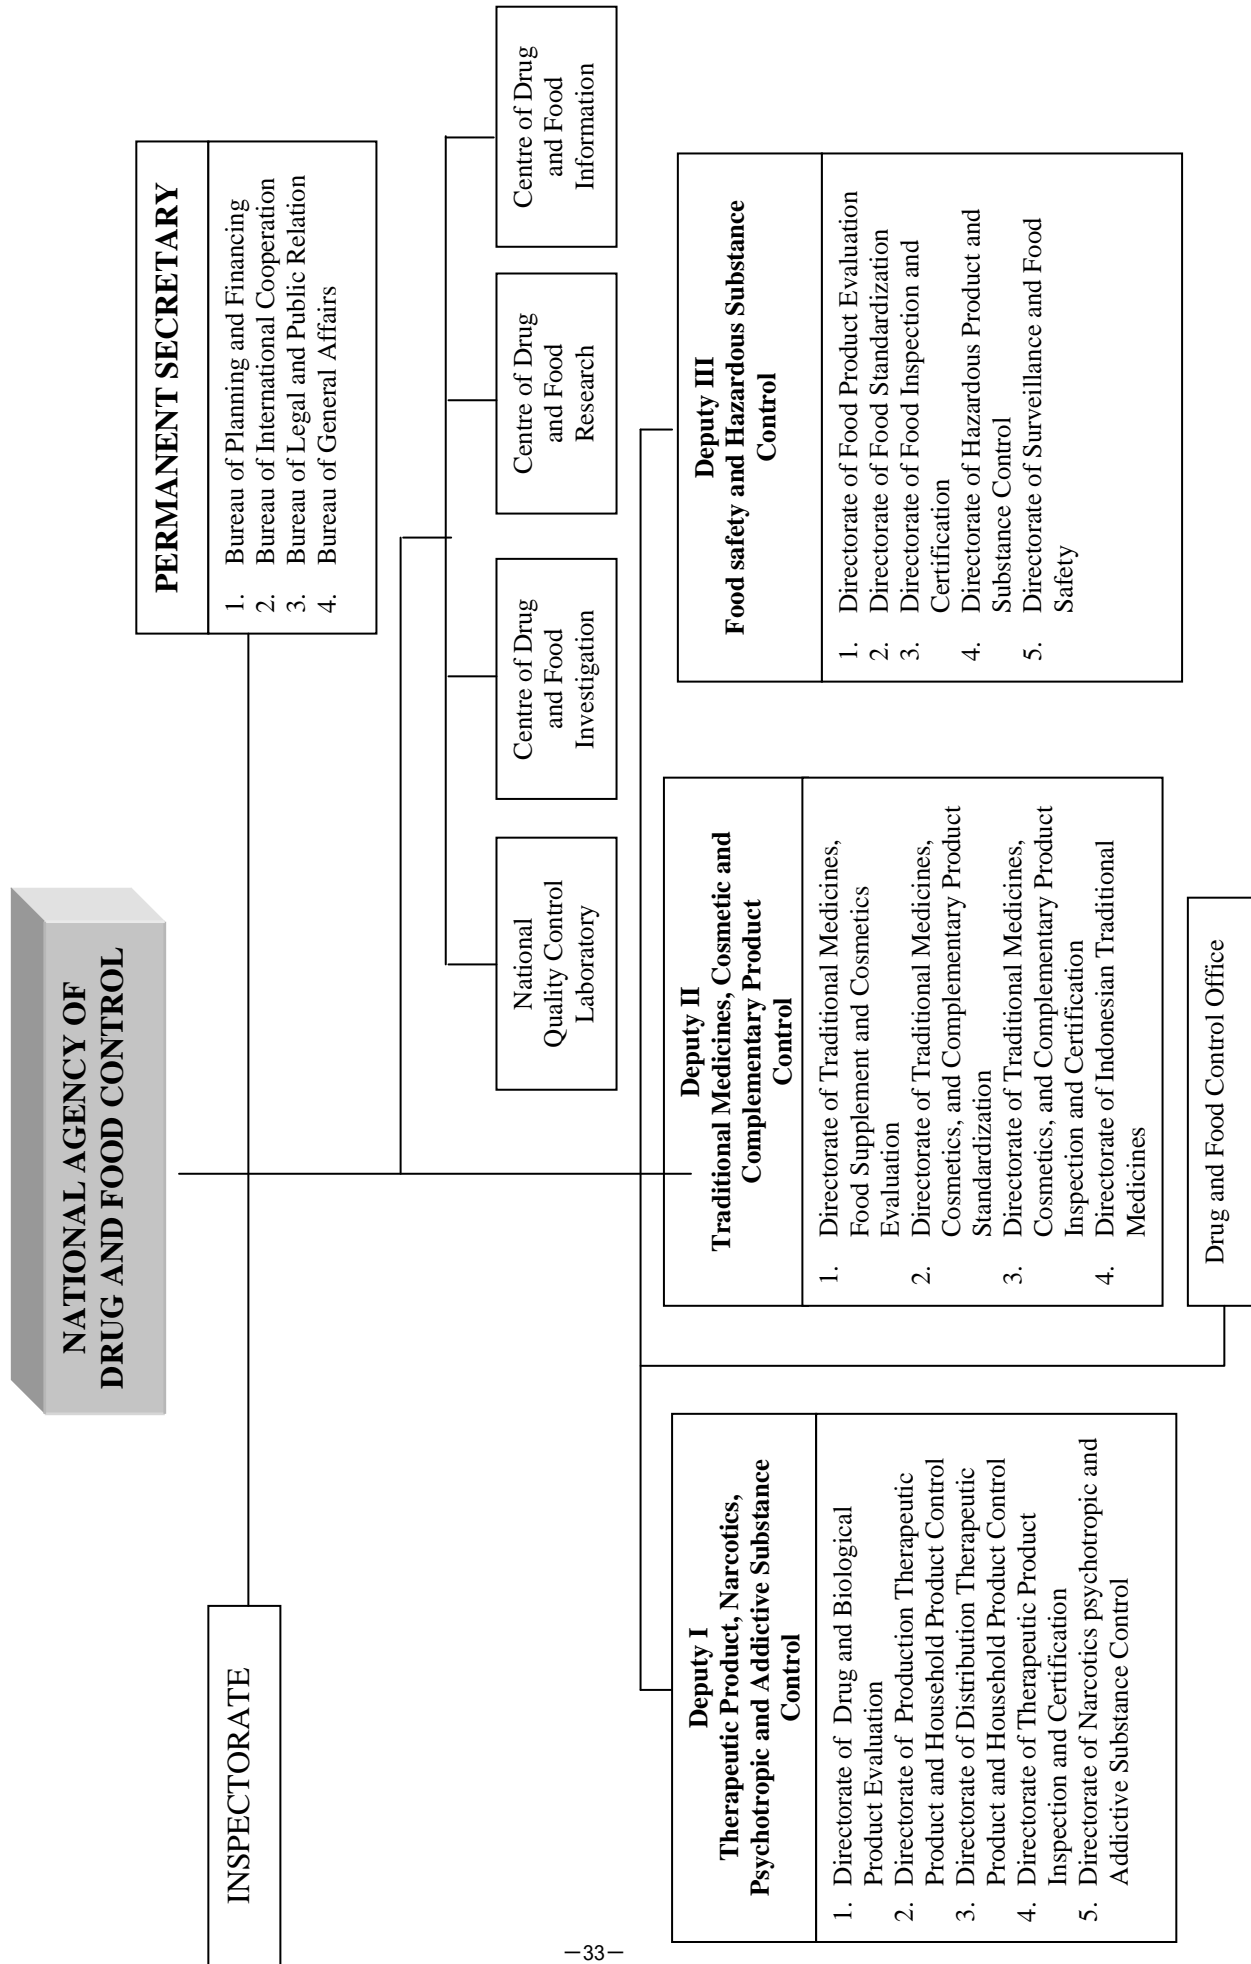 NATIONAL AGENCY OF
DRUG AND FOOD CONTROL
INSPECTORATE
PERMANENT SECRETARY
1. Bureau of Planning and Financing
2. Bureau of International Cooperation
3. Bureau of Legal and Public Relation
4. Bureau of General Affairs
National
Quality Control
Laboratory
Centre of Drug
and Food
Investigation
Centre of Drug
and Food
Research
Centre of Drug
and Food
Information
Deputy I
Therapeutic Product, Narcotics,
Psychotropic and Addictive Substance
Control
1. Directorate of Drug and Biological
Product Evaluation
2. Directorate of Production Therapeutic
Product and Household Product Control
3. Directorate of Distribution Therapeutic
Product and Household Product Control
4. Directorate of Therapeutic Product
Inspection and Certification
5. Directorate of Narcotics psychotropic and
Addictive Substance Control
Deputy II
Traditional Medicines, Cosmetic and
Complementary Product
Control
1. Directorate of Traditional Medicines,
Food Supplement and Cosmetics
Evaluation
2. Directorate of Traditional Medicines,
Cosmetics, and Complementary Product
Standardization
3. Directorate of Traditional Medicines,
Cosmetics, and Complementary Product
Inspection and Certification
4. Directorate of Indonesian Traditional
Medicines
Deputy III
Food safety and Hazardous Substance
Control
1. Directorate of Food Product Evaluation
2. Directorate of Food Standardization
3. Directorate of Food Inspection and
Certification
4. Directorate of Hazardous Product and
Substance Control
5. Directorate of Surveillance and Food
Safety
Drug and Food Control Office
－33－